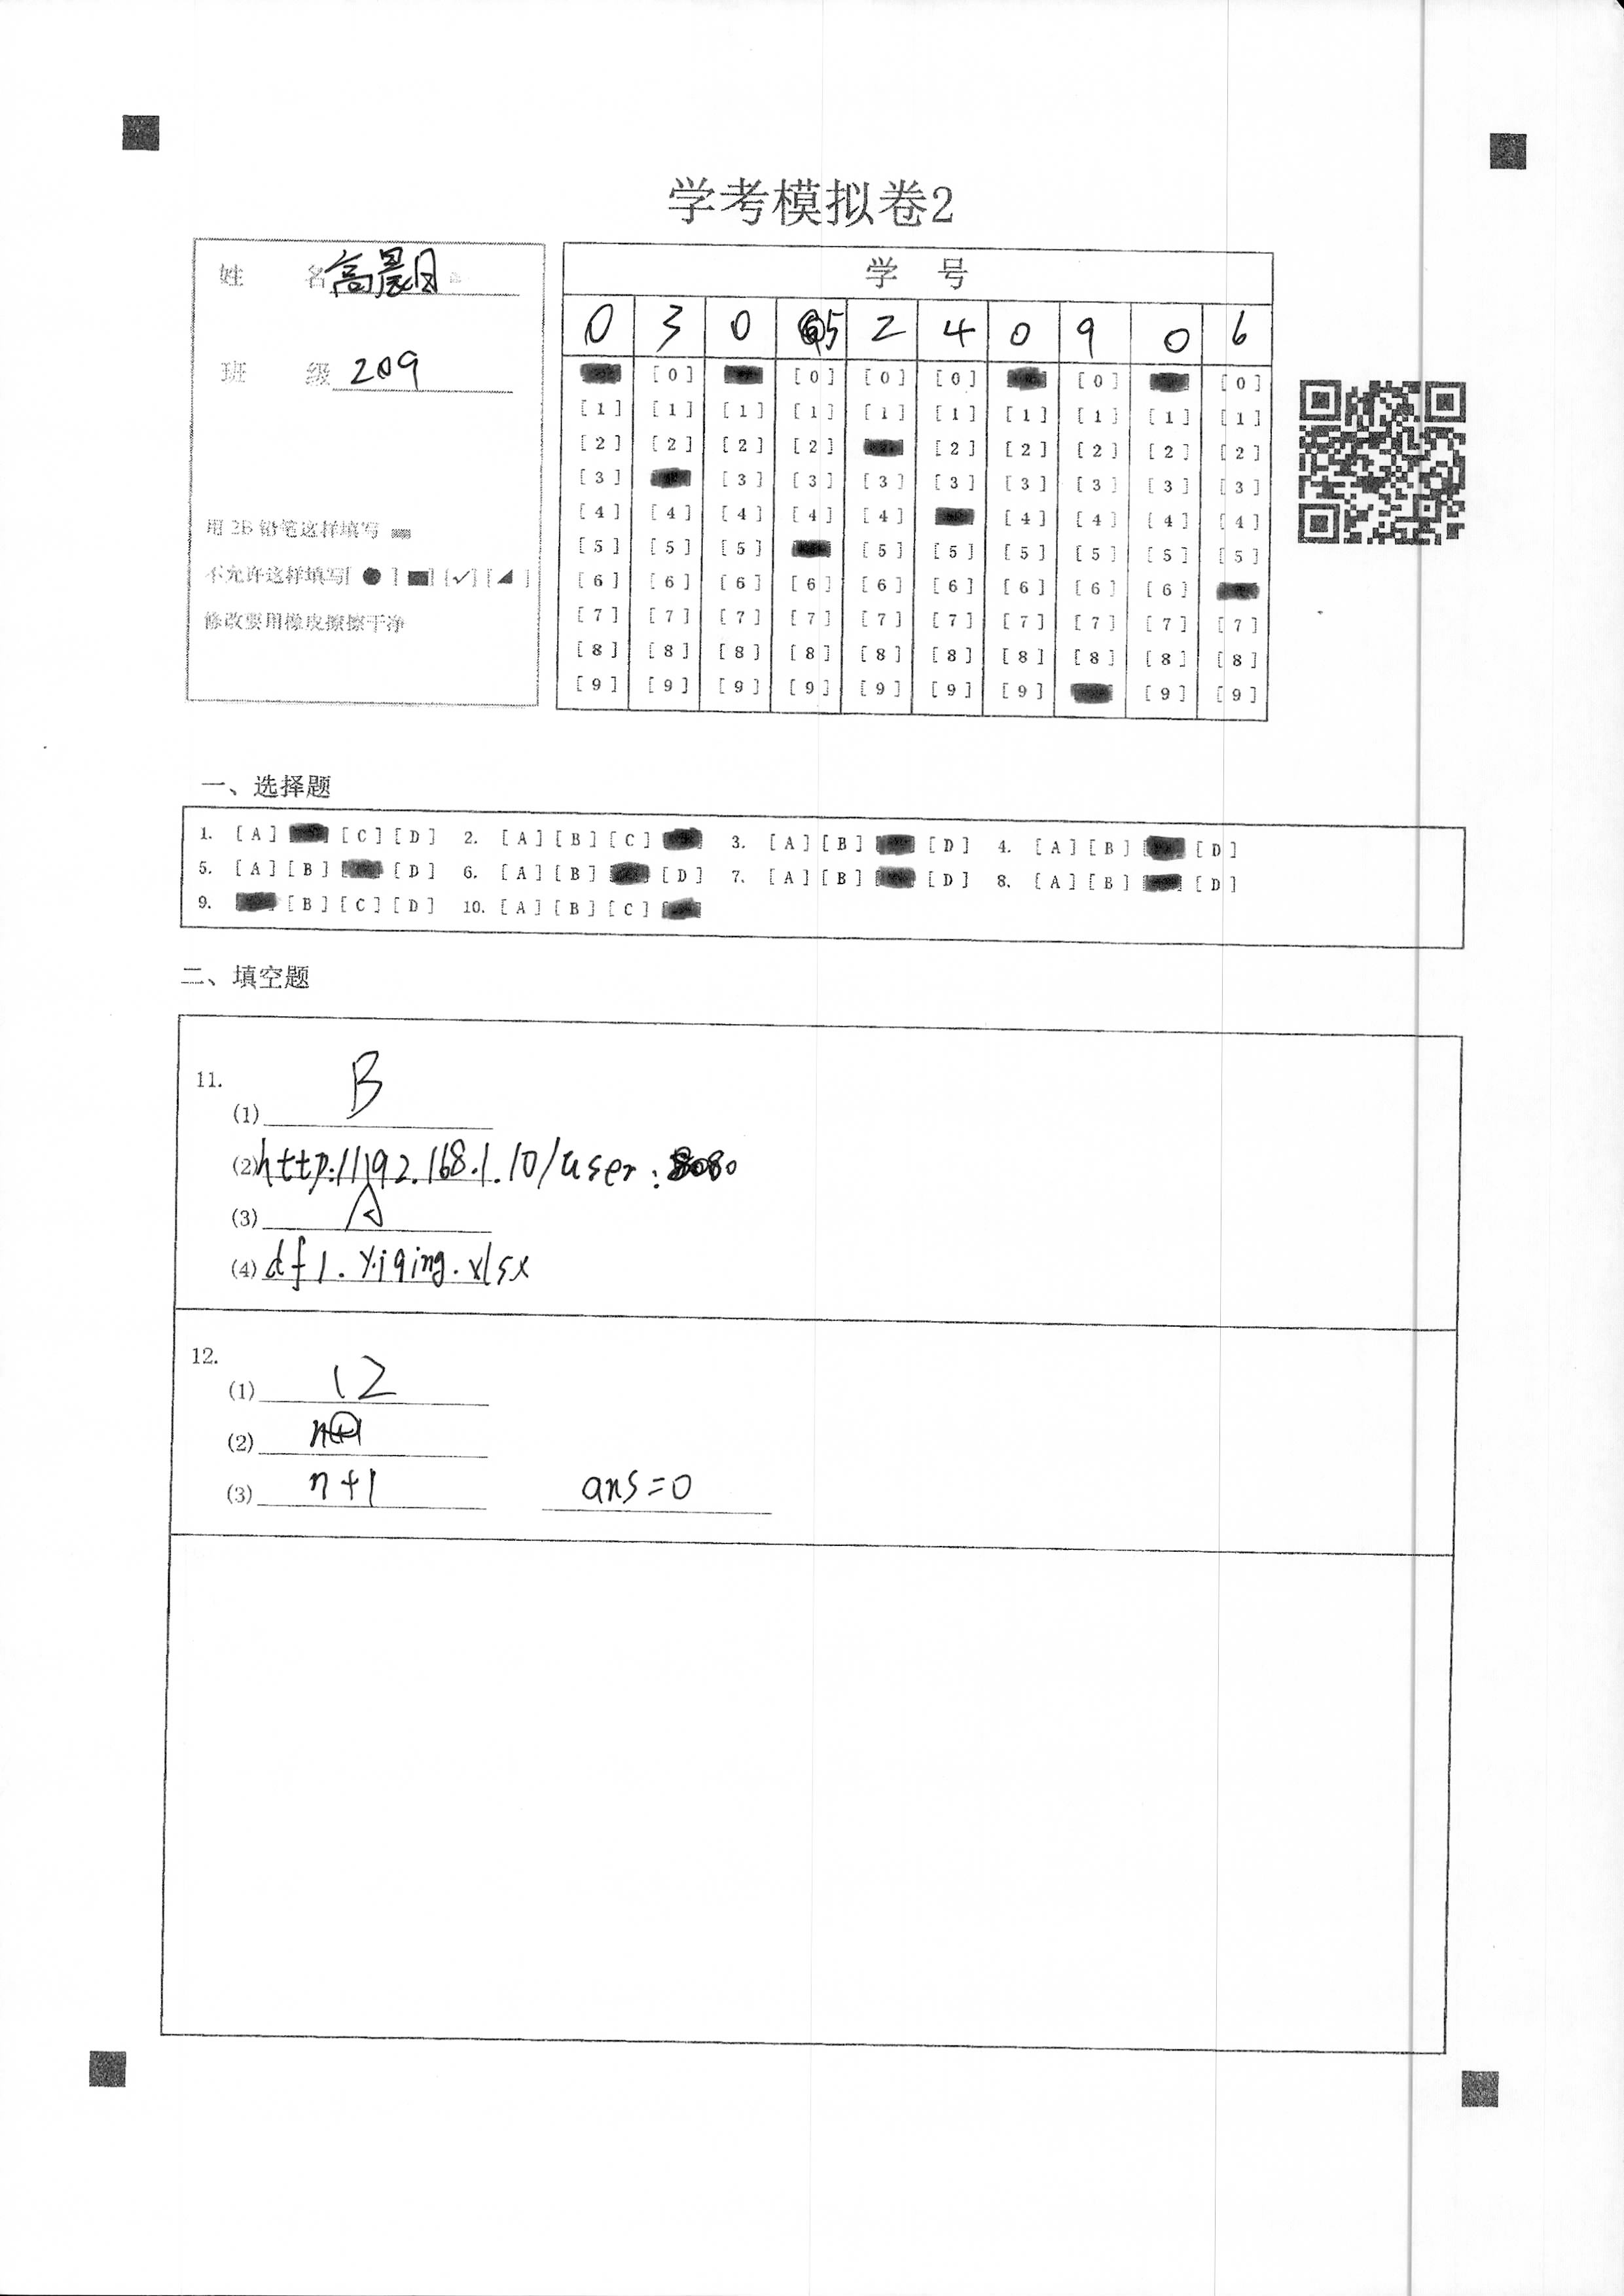 学考模拟卷2
姓 名 高晨月
班 级 209
用 2B 铅笔这样填写
不允许这样填写[ ● ] [ ✓ ] [ ]
修改要用橡皮擦擦干净
学 号
0 3 0 5 2 4 0 9 0 6
[0] [0] [0] [0] [0] [0]
[1] [1] [1] [1] [1] [1] [1] [1] [1] [1]
[2] [2] [2] [2] [2] [2] [2] [2] [2]
[3] [3] [3] [3] [3] [3] [3] [3] [3]
[4] [4] [4] [4] [4] [4] [4] [4] [4]
[5] [5] [5] [5] [5] [5] [5] [5] [5]
[6] [6] [6] [6] [6] [6] [6] [6] [6]
[7] [7] [7] [7] [7] [7] [7] [7] [7] [7]
[8] [8] [8] [8] [8] [8] [8] [8] [8] [8]
[9] [9] [9] [9] [9] [9] [9] [9] [9]
一、选择题
1. [A] [C] [D] 2. [A] [B] [C] 3. [A] [B] [D] 4. [A] [B] [D]
5. [A] [B] [D] 6. [A] [B] [D] 7. [A] [B] [D] 8. [A] [B] [D]
9. [B] [C] [D] 10. [A] [B] [C]
二、填空题
11.
(1) B
(2) http://192.168.1.10/user:8080
(3) A
(4) df1.yiqing.xlsx
12.
(1) 12
(2)
(3) n+1 ans=0